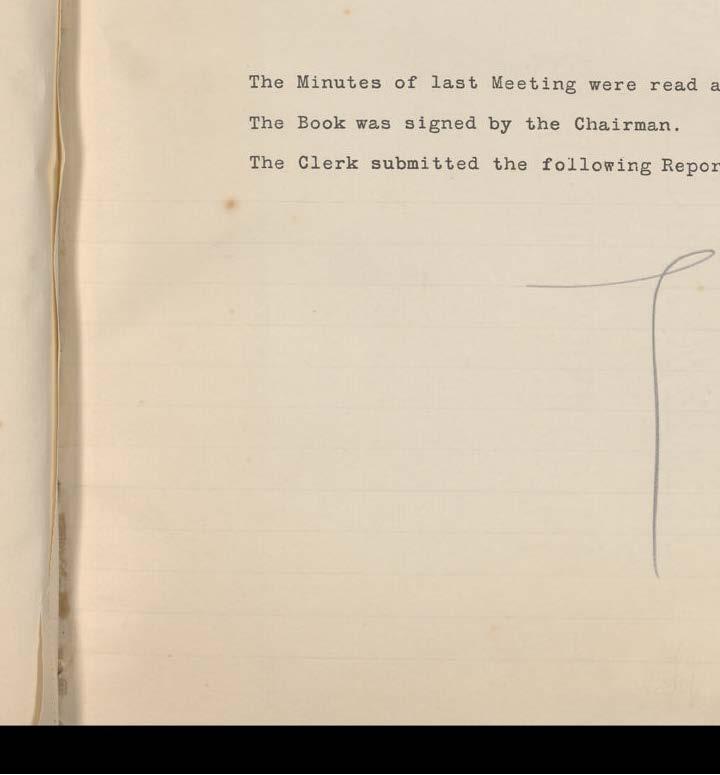 The Minutes of last Meeting were read a
The Book was signed by the Chairman.
The Clerk submitted the following Repor